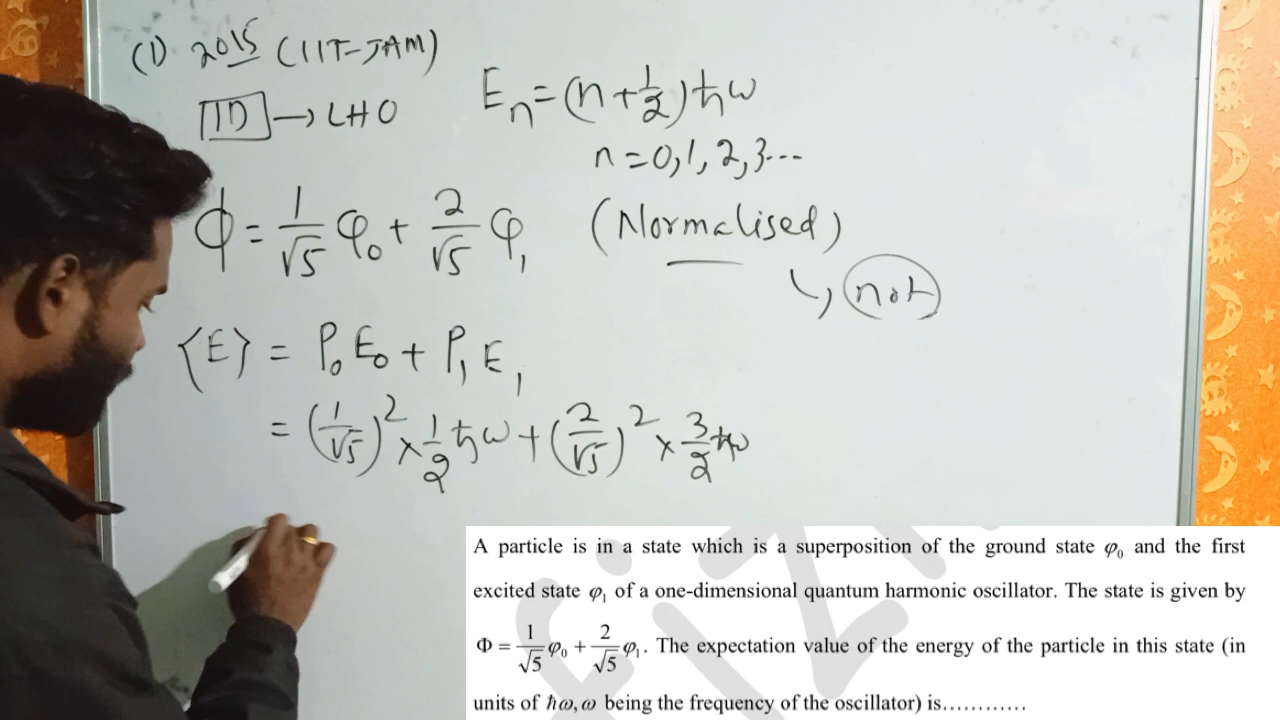 (1) 2015 (IIT-JAM)
1D → LHO
Eₙ = (n + 1/2) ħω
n = 0, 1, 2, 3...
ϕ = 1/√5 φ₀ + 2/√5 φ₁ (Normalised)
↳ not
⟨E⟩ = P₀E₀ + P₁E₁
= (1/√5)² × 1/2 ħω + (2/√5)² × 3/2 ħω
A particle is in a state which is a superposition of the ground state φ₀ and the first
excited state φ₁ of a one-dimensional quantum harmonic oscillator. The state is given by
Φ = 1/√5 φ₀ + 2/√5 φ₁. The expectation value of the energy of the particle in this state (in
units of ħω, ω being the frequency of the oscillator) is............